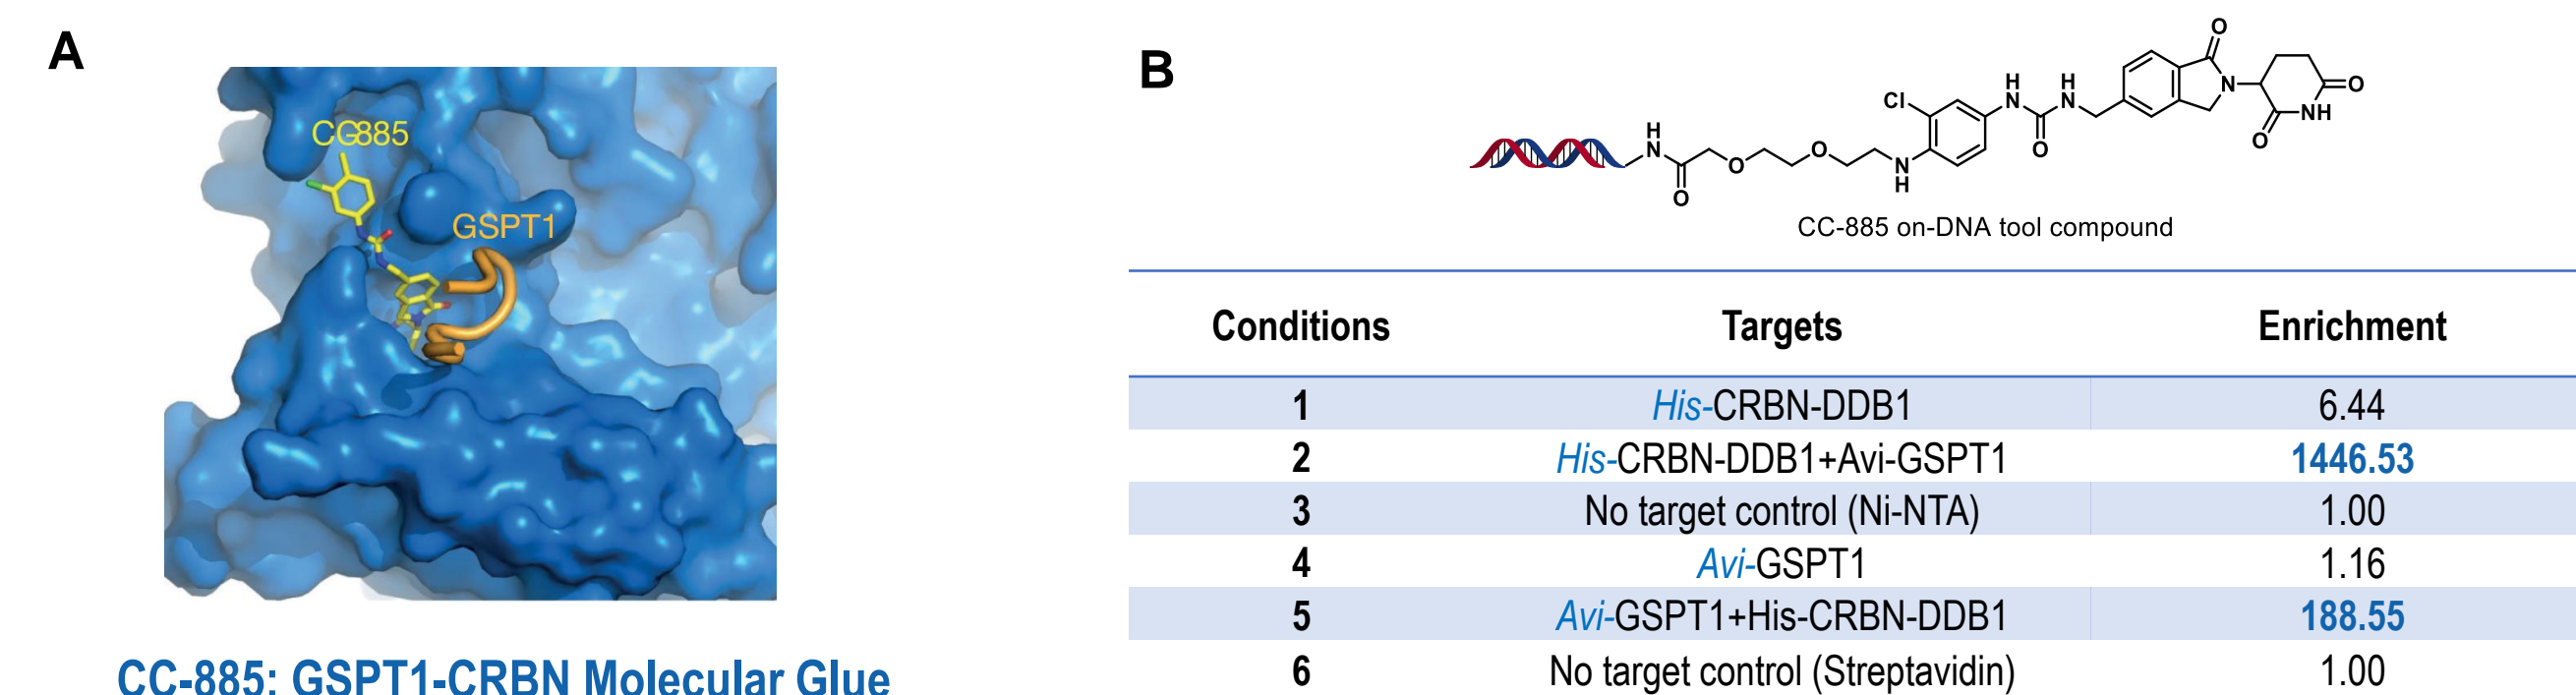 A
CC885
GSPT1
CC-885: GSPT1-CRBN Molecular Glue
B
O
N
O
NH
O
H
N
H
N
O
Cl
N
H
O
O
H
N
O
CC-885 on-DNA tool compound
Conditions Targets Enrichment
1 His-CRBN-DDB1 6.44
2 His-CRBN-DDB1+Avi-GSPT1 1446.53
3 No target control (Ni-NTA) 1.00
4 Avi-GSPT1 1.16
5 Avi-GSPT1+His-CRBN-DDB1 188.55
6 No target control (Streptavidin) 1.00